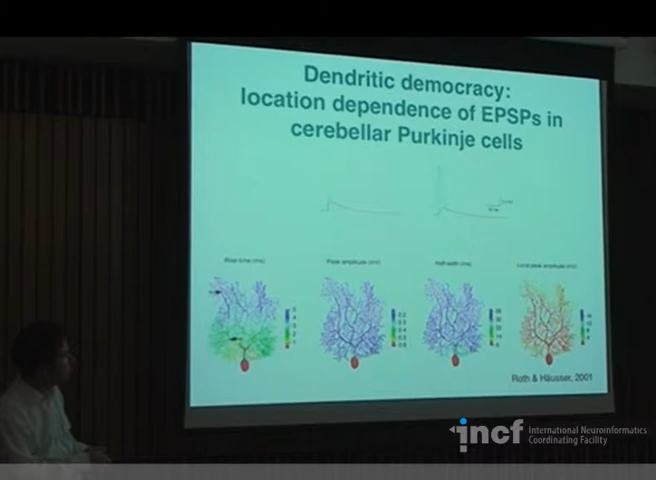 Dendritic democracy:
location dependence of EPSPs in
cerebellar Purkinje cells
Rise time (ms)
Peak amplitude (mV)
Half-width (ms)
Local peak amplitude (mV)
Roth & Häusser, 2001
incf
International Neuroinformatics
Coordinating Facility